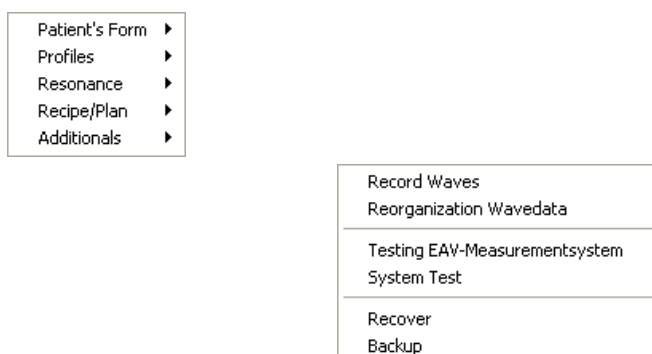 Patient's Form
Profiles
Resonance
Recipe/Plan
Additionals
Record Waves
Reorganization Wavedata
Testing EAV-Measurementsystem
System Test
Recover
Backup